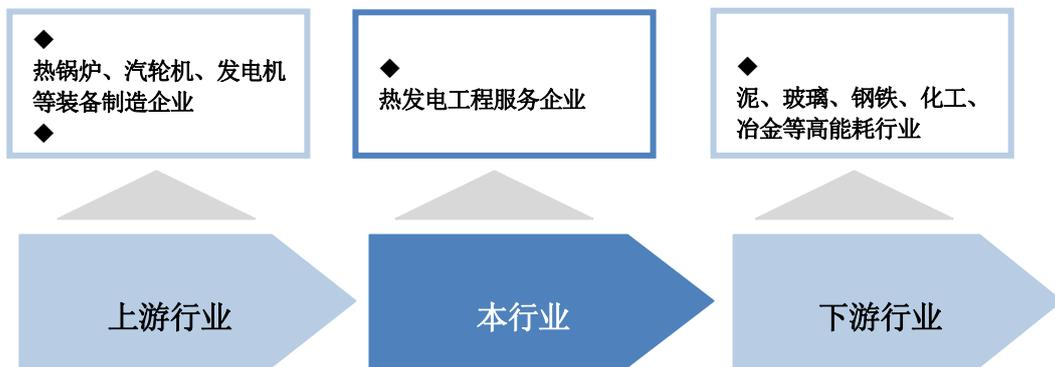 ◆
热锅炉、汽轮机、发电机
等装备制造企业
◆
◆
热发电工程服务企业
◆
泥、玻璃、钢铁、化工、
冶金等高能耗行业
上游行业
本行业
下游行业